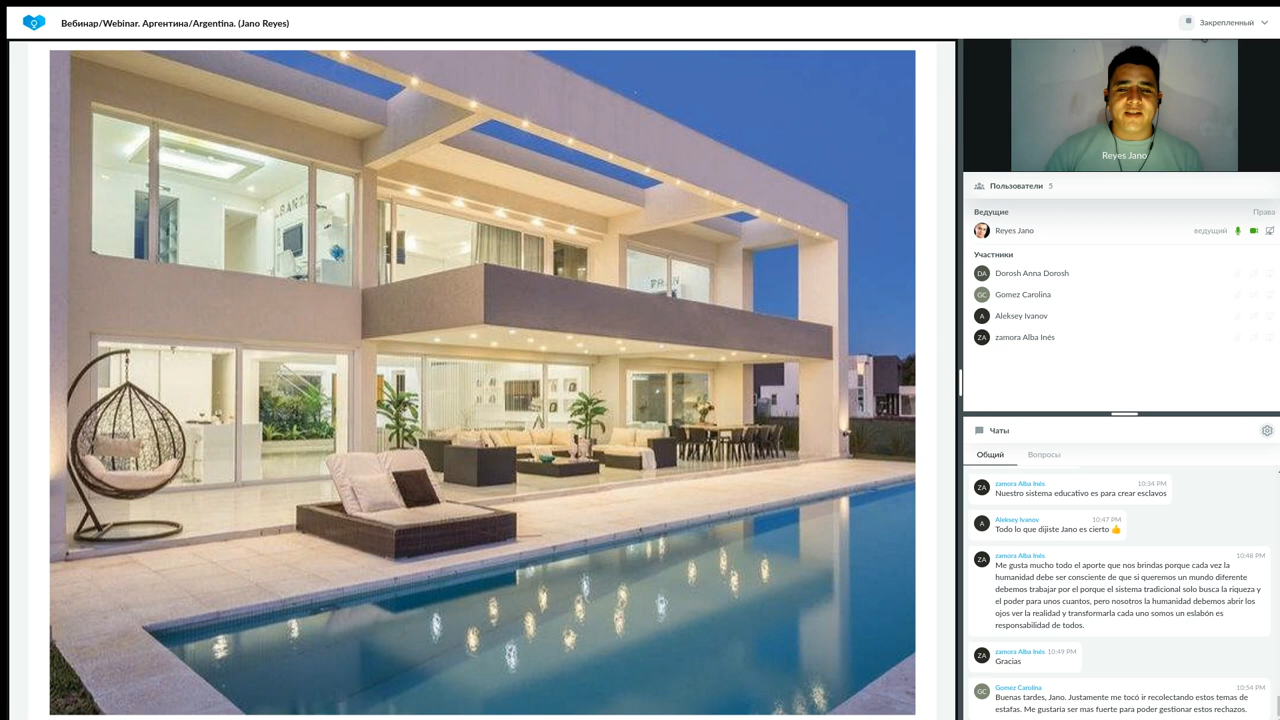 Вебинар/Webinar. Аргентина/Argentina. (Jano Reyes)
Закрепленный
Reyes Jano
Пользователи 5
Ведущие
Права
Reyes Jano
ведущий
Участники
DA Dorosh Anna Dorosh
GC Gomez Carolina
A Aleksey Ivanov
ZA zamora Alba Inés
Чаты
Общий Вопросы
ZA zamora Alba Inés 10:34 PM
Nuestro sistema educativo es para crear esclavos
A Aleksey Ivanov 10:47 PM
Todo lo que dijiste Jano es cierto 👍
ZA zamora Alba Inés 10:48 PM
Me gusta mucho todo el aporte que nos brindas porque cada vez la
humanidad debe ser consciente de que si queremos un mundo diferente
debemos trabajar por el porque el sistema tradicional solo busca la riqueza y
el poder para unos cuantos, pero nosotros la humanidad debemos abrir los
ojos ver la realidad y transformarla cada uno somos un eslabón es
responsabilidad de todos.
ZA zamora Alba Inés 10:49 PM
Gracias
GC Gomez Carolina 10:54 PM
Buenas tardes, Jano. Justamente me tocó ir recolectando estos temas de
estafas. Me gustaría ser mas fuerte para poder gestionar estos rechazos.